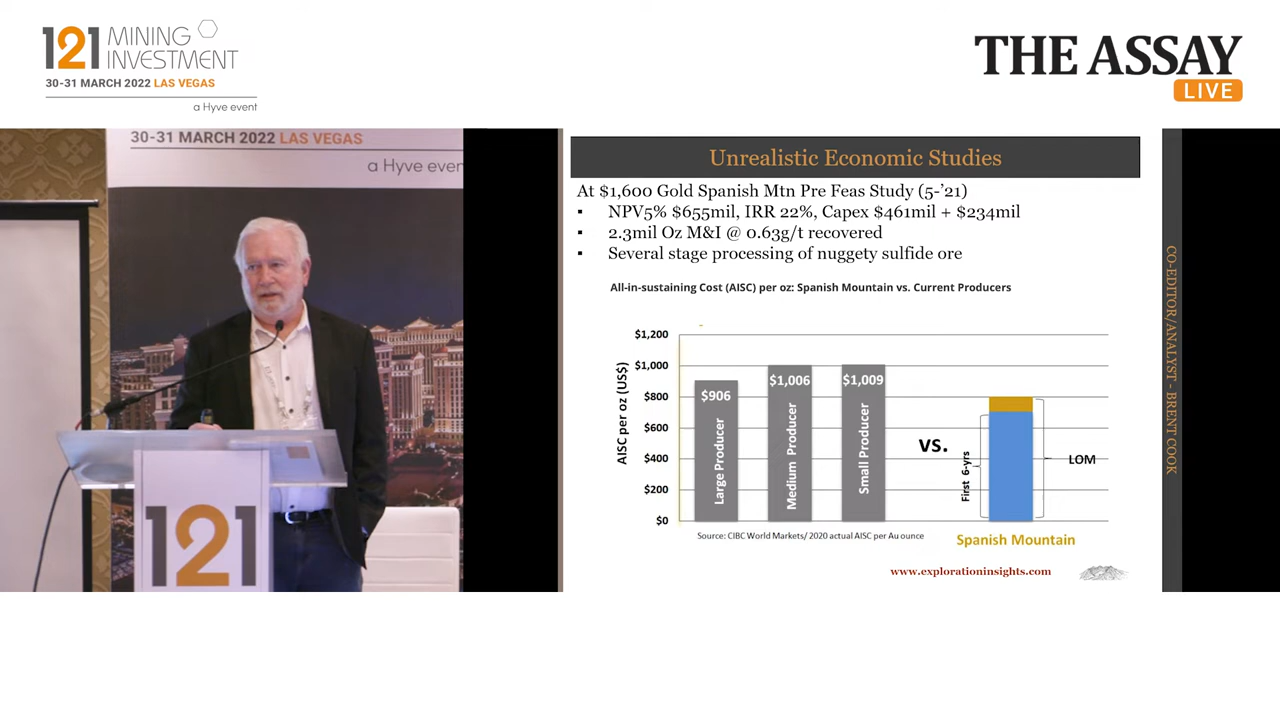 121 MINING
INVESTMENT
30-31 MARCH 2022 LAS VEGAS
a Hyve event
THE ASSAY
LIVE
30-31 MARCH 2022 LAS VEGAS
a Hyve even
121
Unrealistic Economic Studies
At $1,600 Gold Spanish Mtn Pre Feas Study (5-’21)
▪ NPV5% $655mil, IRR 22%, Capex $461mil + $234mil
▪ 2.3mil Oz M&I @ 0.63g/t recovered
▪ Several stage processing of nuggety sulfide ore
All-in-sustaining Cost (AISC) per oz: Spanish Mountain vs. Current Producers
AISC per oz (US$)
$1,200
$1,000
$800
$600
$400
$200
$0
$906
Large Producer
$1,006
Medium Producer
$1,009
Small Producer
vs.
First 6-yrs
LOM
Spanish Mountain
Source: CIBC World Markets/ 2020 actual AISC per Au ounce
www.explorationinsights.com
CO-EDITOR/ANALYST - BRENT COOK